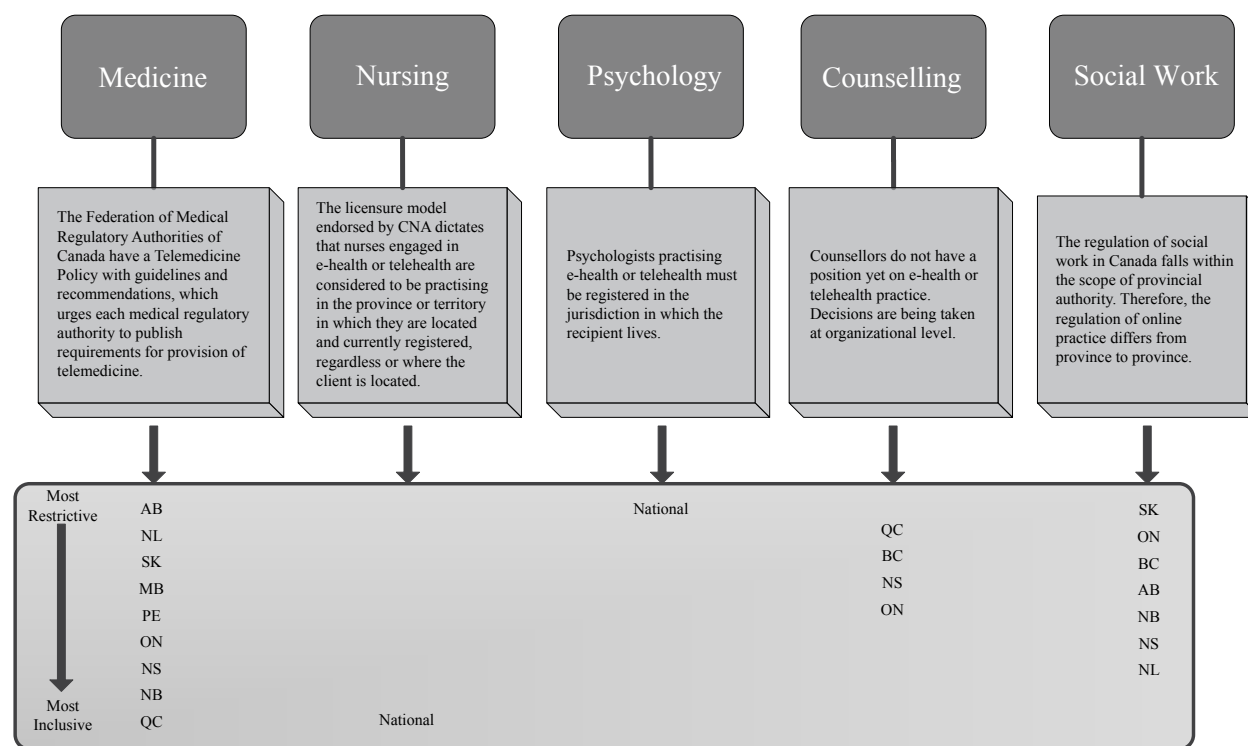 Medicine
Nursing
Psychology
Counselling
Social Work
The Federation of Medical
Regulatory Authorities of
Canada have a Telemedicine
Policy with guidelines and
recommendations, which
urges each medical regulatory
authority to publish
requirements for provision of
telemedicine.
The licensure model
endorsed by CNA dictates
that nurses engaged in
e-health or telehealth are
considered to be practising
in the province or territory
in which they are located
and currently registered,
regardless or where the
client is located.
Psychologists practising
e-health or telehealth must
be registered in the
jurisdiction in which the
recipient lives.
Counsellors do not have a
position yet on e-health or
telehealth practice.
Decisions are being taken
at organizational level.
The regulation of social
work in Canada falls within
the scope of provincial
authority. Therefore, the
regulation of online
practice differs from
province to province.
Most
Restrictive
Most
Inclusive
AB
NL
SK
MB
PE
ON
NS
NB
QC
National
National
QC
BC
NS
ON
SK
ON
BC
AB
NB
NS
NL